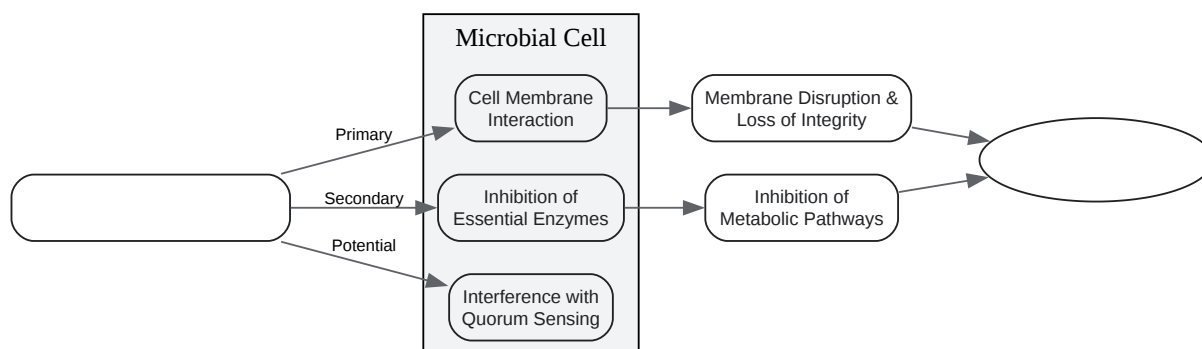 Microbial Cell
Cell Membrane
Interaction
Membrane Disruption &
Loss of Integrity
Primary
Secondary
Inhibition of
Essential Enzymes
Inhibition of
Metabolic Pathways
Potential
Interference with
Quorum Sensing